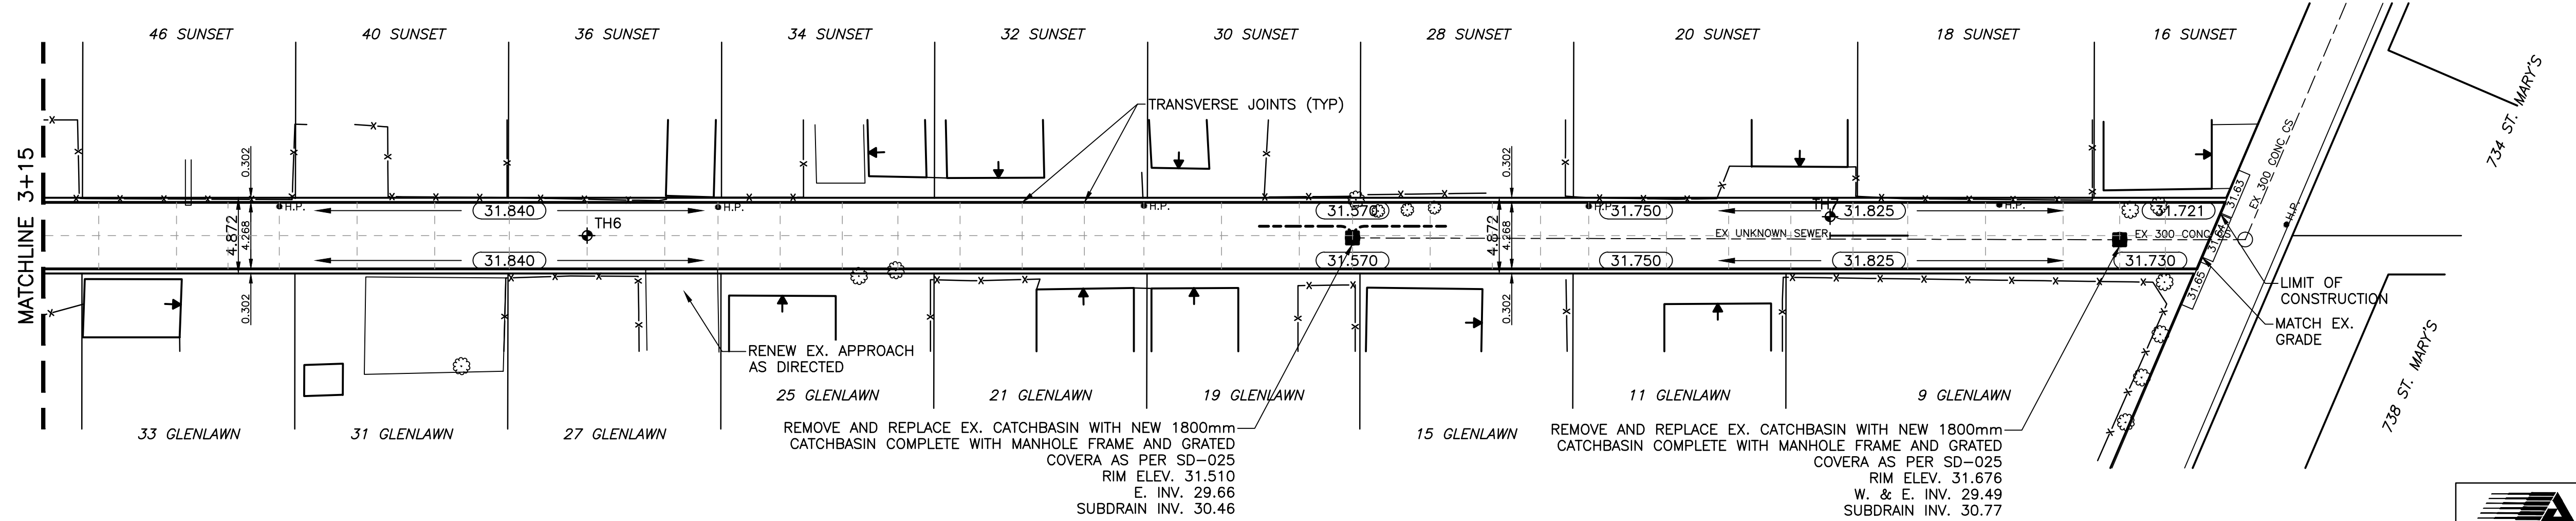 46 SUNSET
40 SUNSET
36 SUNSET
34 SUNSET
32 SUNSET
30 SUNSET
28 SUNSET
20 SUNSET
18 SUNSET
16 SUNSET
734 ST. MARY'S
TRANSVERSE JOINTS (TYP)
MATCHLINE 3+15
0.302
0.302
EX 300 CONC CS
31.63
H.P.
31.840
H.P.
H.P.
31.570
H.P.
31.750
TH7
31.825
H.P.
31.721
H.P.
TH6
4.872
4.268
4.872
4.268
EX UNKNOWN SEWER
EX 300 CONC CS
31.64
31.840
31.570
31.750
31.825
31.730
31.65
0.302
0.302
LIMIT OF
CONSTRUCTION
MATCH EX.
GRADE
RENEW EX. APPROACH
AS DIRECTED
738 ST. MARY'S
25 GLENLAWN
21 GLENLAWN
19 GLENLAWN
11 GLENLAWN
9 GLENLAWN
33 GLENLAWN
31 GLENLAWN
27 GLENLAWN
15 GLENLAWN
REMOVE AND REPLACE EX. CATCHBASIN WITH NEW 1800mm
CATCHBASIN COMPLETE WITH MANHOLE FRAME AND GRATED
COVERA AS PER SD-025
RIM ELEV. 31.510
E. INV. 29.66
SUBDRAIN INV. 30.46
REMOVE AND REPLACE EX. CATCHBASIN WITH NEW 1800mm
CATCHBASIN COMPLETE WITH MANHOLE FRAME AND GRATED
COVERA AS PER SD-025
RIM ELEV. 31.676
W. & E. INV. 29.49
SUBDRAIN INV. 30.77